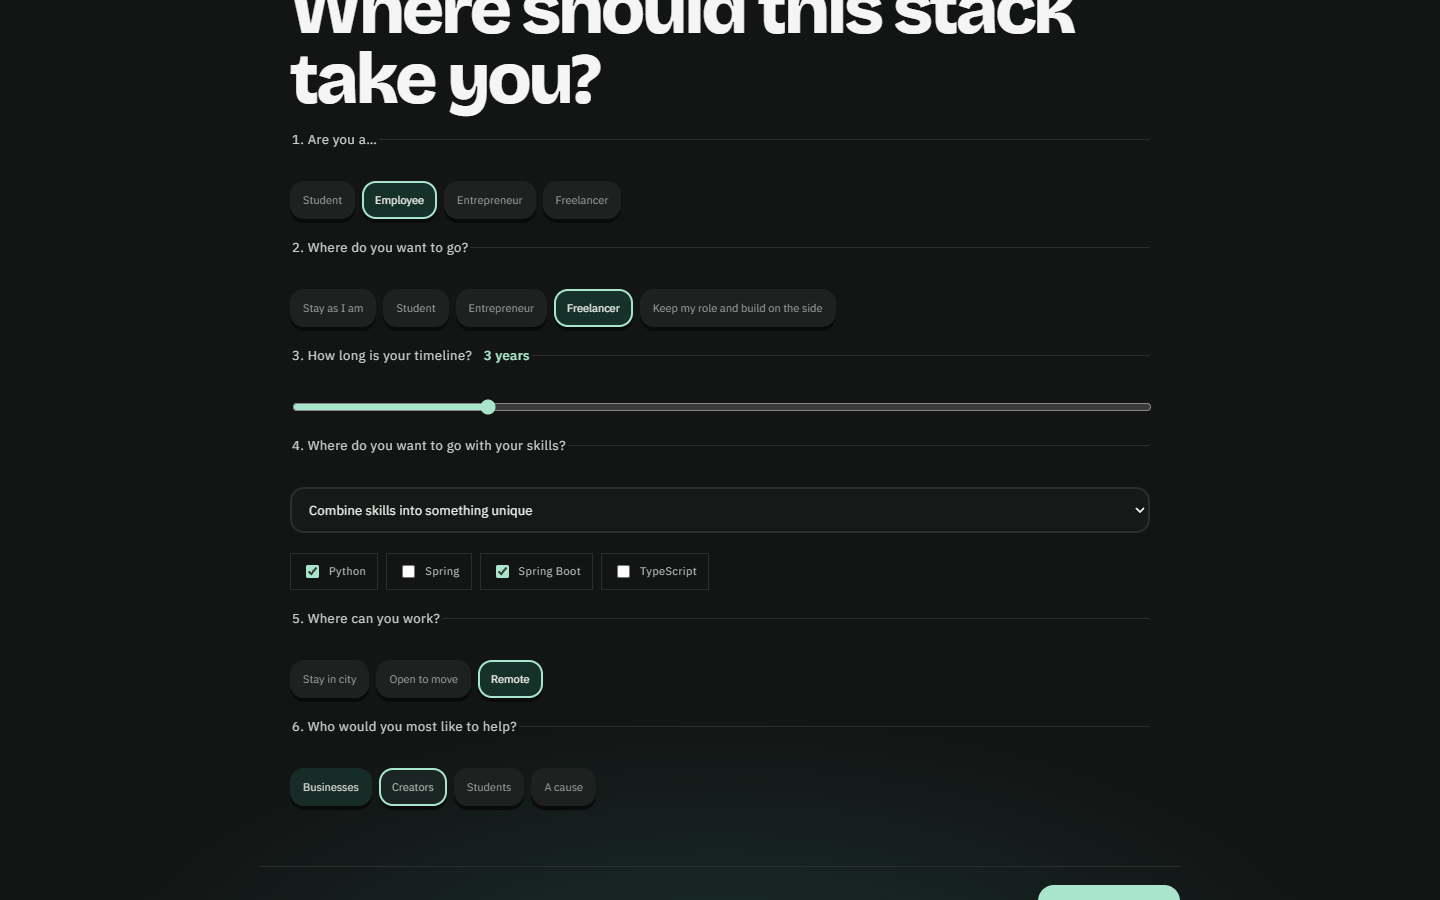 Where should this stack
take you?
1. Are you a...
Student Employee Entrepreneur Freelancer
2. Where do you want to go?
Stay as I am Student Entrepreneur Freelancer Keep my role and build on the side
3. How long is your timeline? 3 years
4. Where do you want to go with your skills?
Combine skills into something unique
Python Spring Spring Boot TypeScript
5. Where can you work?
Stay in city Open to move Remote
6. Who would you most like to help?
Businesses Creators Students A cause